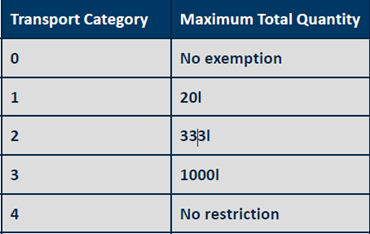 Transport Category Maximum Total Quantity
0 No exemption
1 20l
2 333l
3 1000l
4 No restriction